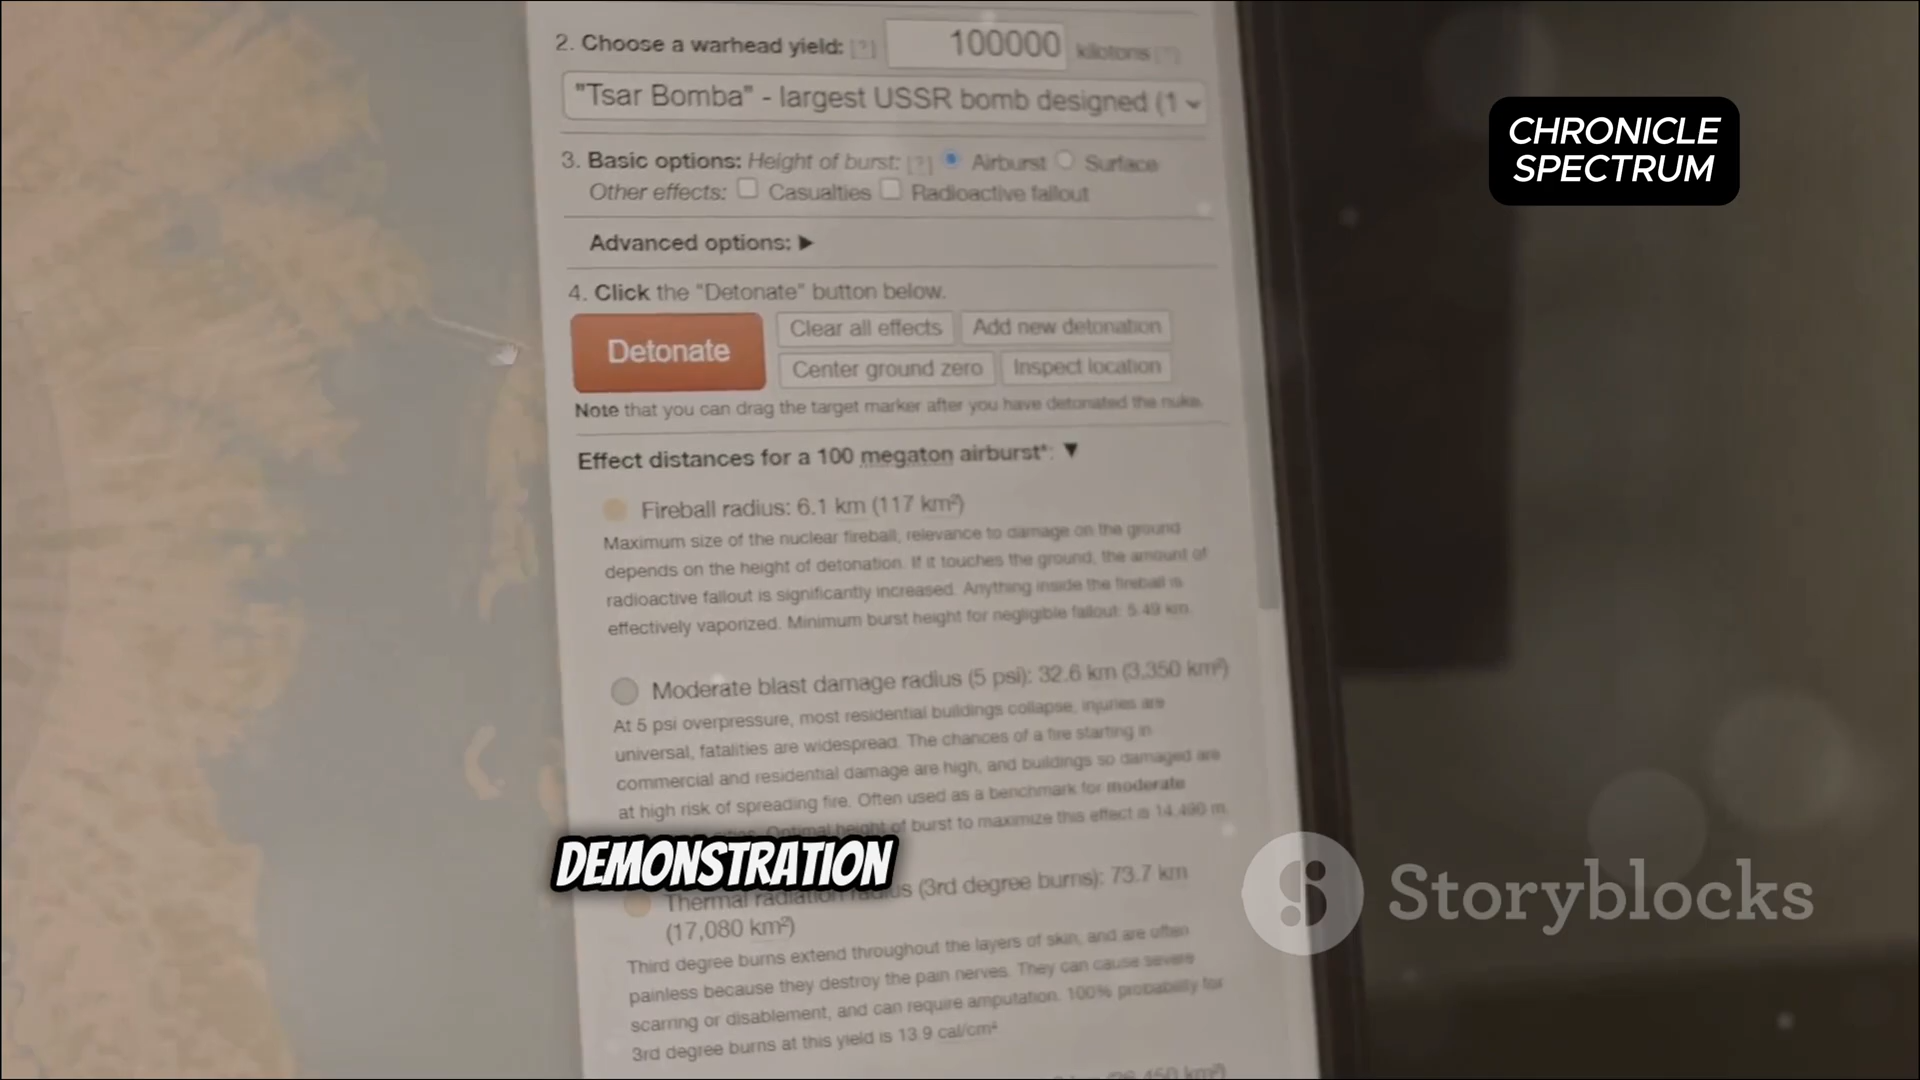 2. Choose a warhead yield: [?] 100000 kilotons [?]
"Tsar Bomba" - largest USSR bomb designed (1
CHRONICLE
SPECTRUM
3. Basic options: Height of burst: [?] Airburst Surface
Other effects: Casualties Radioactive fallout
Advanced options:
4. Click the "Detonate" button below.
Detonate
Clear all effects
Add new detonation
Center ground zero
Inspect location
Note that you can drag the target marker after you have detonated the nuke.
Effect distances for a 100 megaton airburst*:
Fireball radius: 6.1 km (117 km²)
Maximum size of the nuclear fireball; relevance to damage on the ground
depends on the height of detonation. If it touches the ground, the amount of
radioactive fallout is significantly increased. Anything inside the fireball is
effectively vaporized. Minimum burst height for negligible fallout: 5.49 km.
Moderate blast damage radius (5 psi): 32.6 km (3,350 km²)
At 5 psi overpressure, most residential buildings collapse, injuries are
universal, fatalities are widespread. The chances of a fire starting in
commercial and residential damage are high, and buildings so damaged are
at high risk of spreading fire. Often used as a benchmark for moderate
Optimal height of burst to maximize this effect is 14,490 m.
DEMONSTRATION
Thermal radiation radius (3rd degree burns): 73.7 km
(17,080 km²)
Third degree burns extend throughout the layers of skin, and are often
painless because they destroy the pain nerves. They can cause severe
scarring or disablement, and can require amputation. 100% probability for
3rd degree burns at this yield is 13.9 cal/cm².
Storyblocks